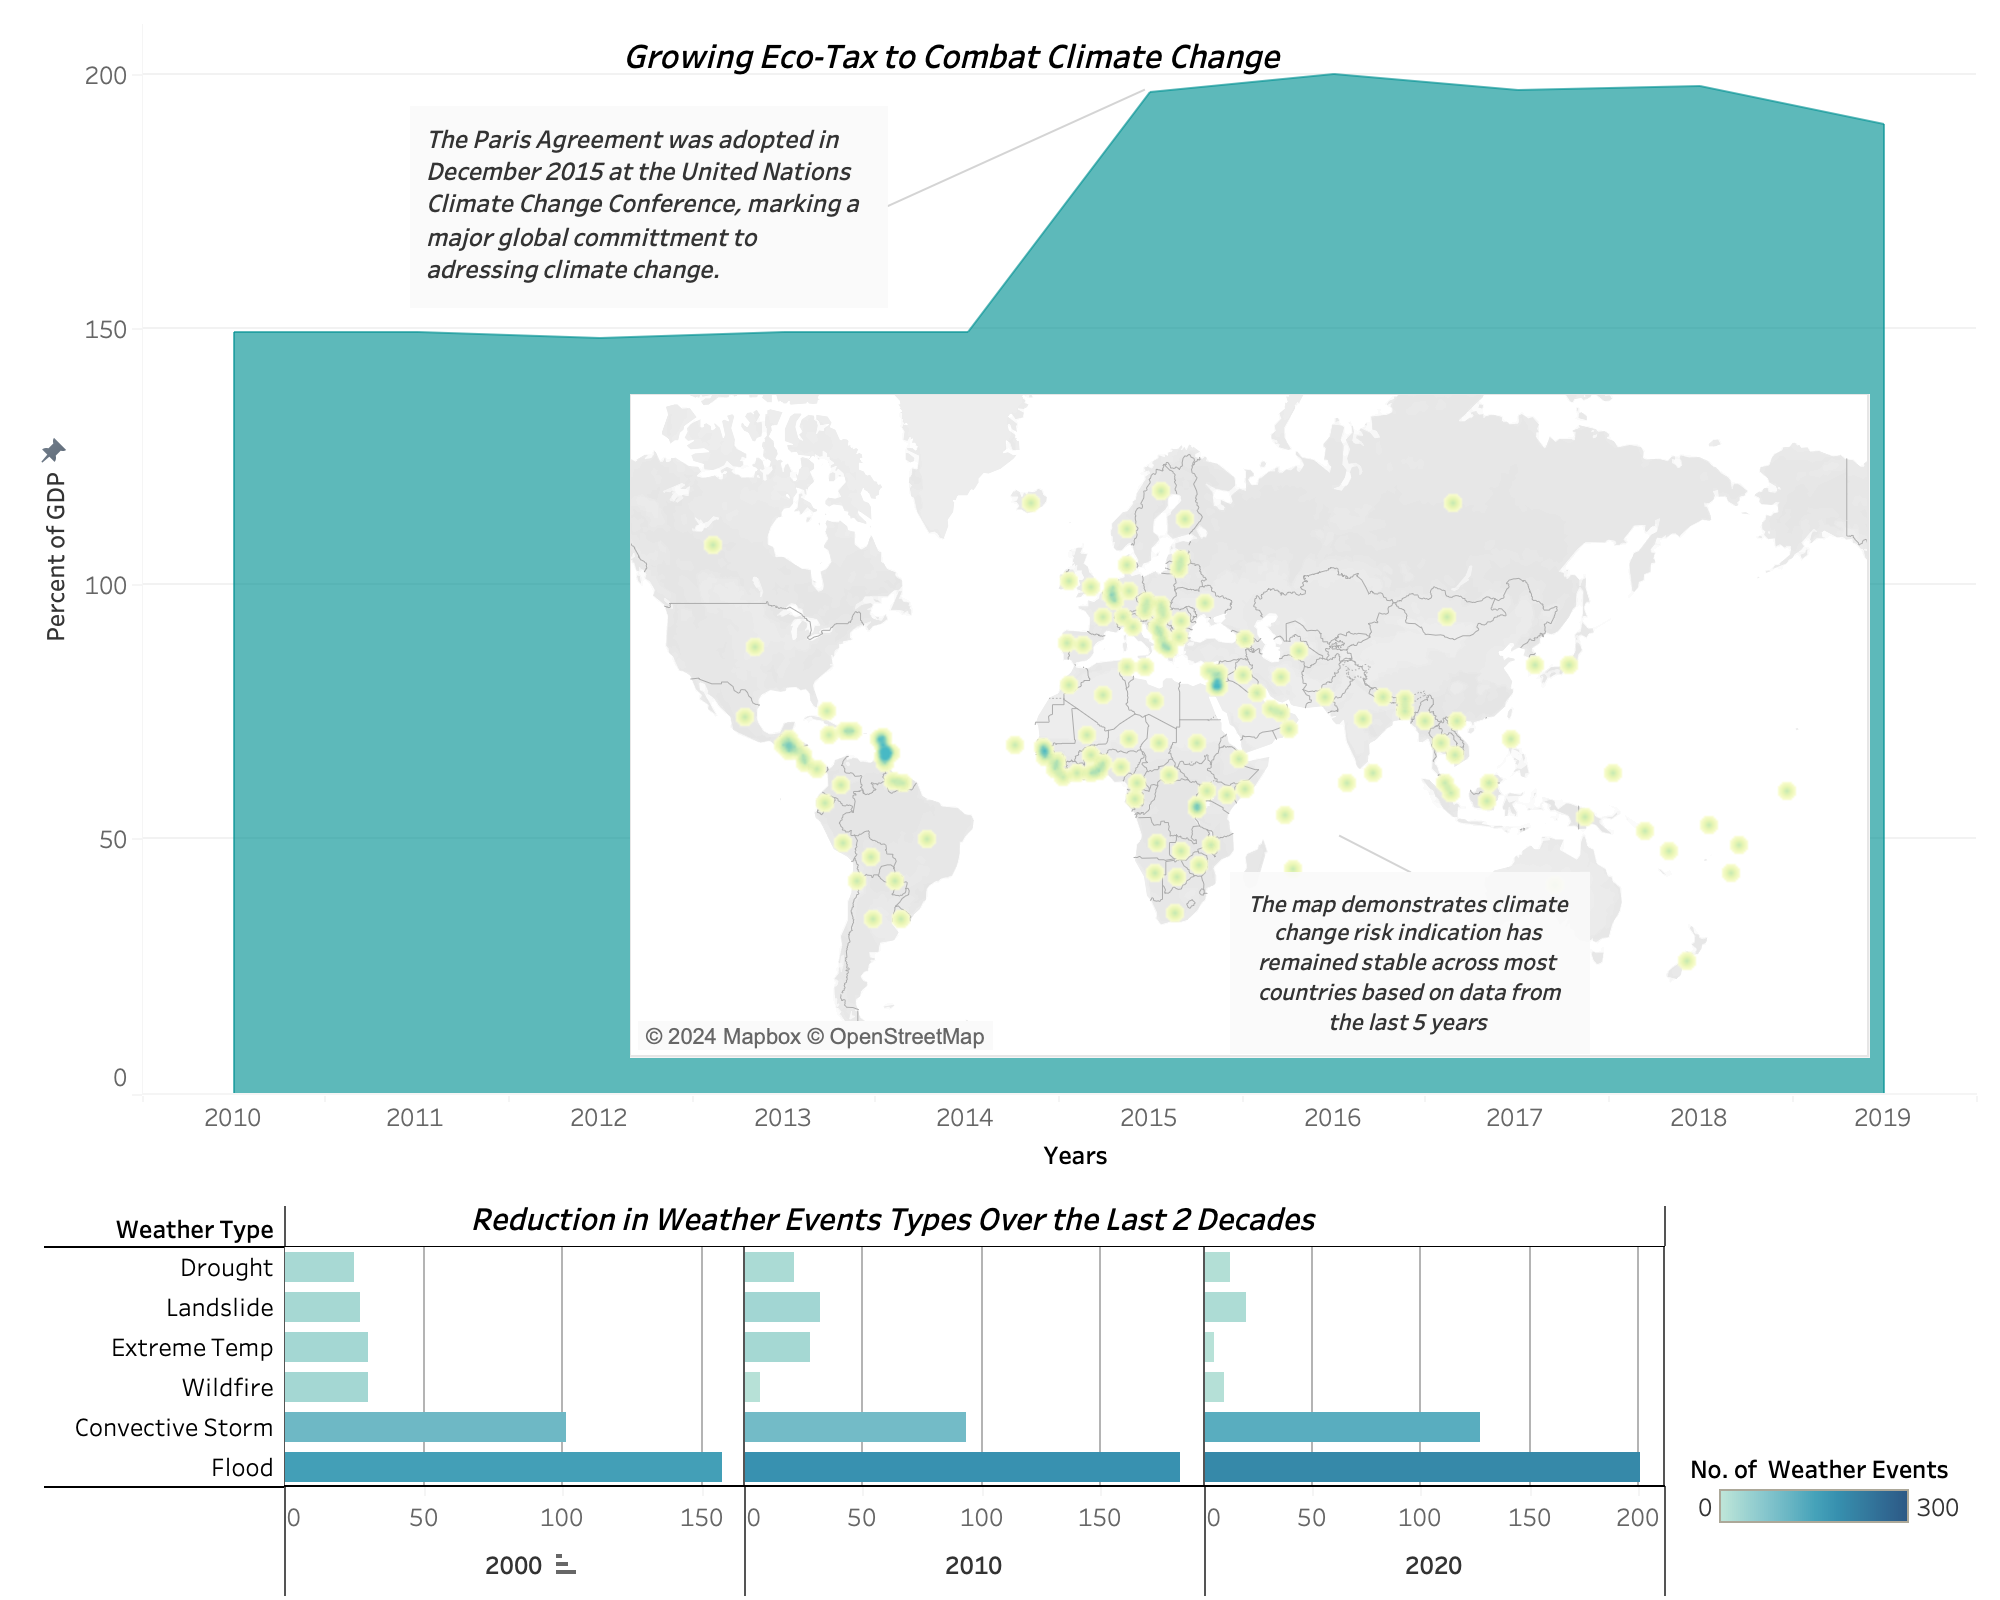 Growing Eco-Tax to Combat Climate Change
200
The Paris Agreement was adopted in
December 2015 at the United Nations
Climate Change Conference, marking a
major global committment to
adressing climate change.
150
Percent of GDP
100
50
0
The map demonstrates climate
change risk indication has
remained stable across most
countries based on data from
the last 5 years
© 2024 Mapbox © OpenStreetMap
2010 2011 2012 2013 2014 2015 2016 2017 2018 2019
Years
Reduction in Weather Events Types Over the Last 2 Decades
Weather Type
Drought
Landslide
Extreme Temp
Wildfire
Convective Storm
Flood
0 50 100 150 0 50 100 150 0 50 100 150 200
2000 2010 2020
No. of Weather Events
0 300